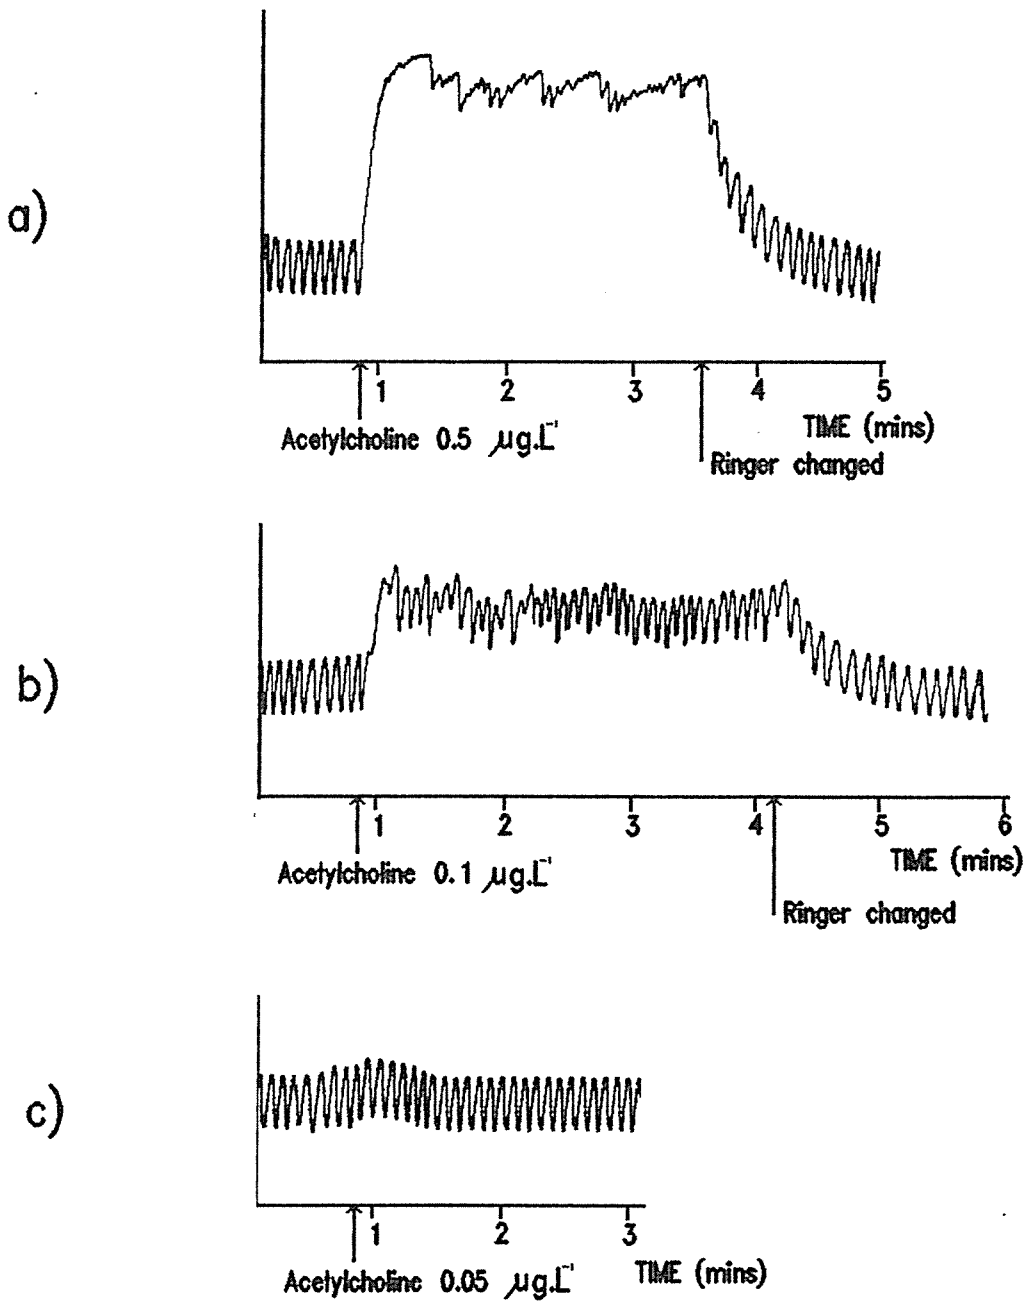 a)
1 2 3 4 5
Acetylcholine 0.5 µg.L⁻¹
TIME (mins)
Ringer changed
b)
1 2 3 4 5 6
Acetylcholine 0.1 µg.L⁻¹
TIME (mins)
Ringer changed
c)
1 2 3
Acetylcholine 0.05 µg.L⁻¹
TIME (mins)